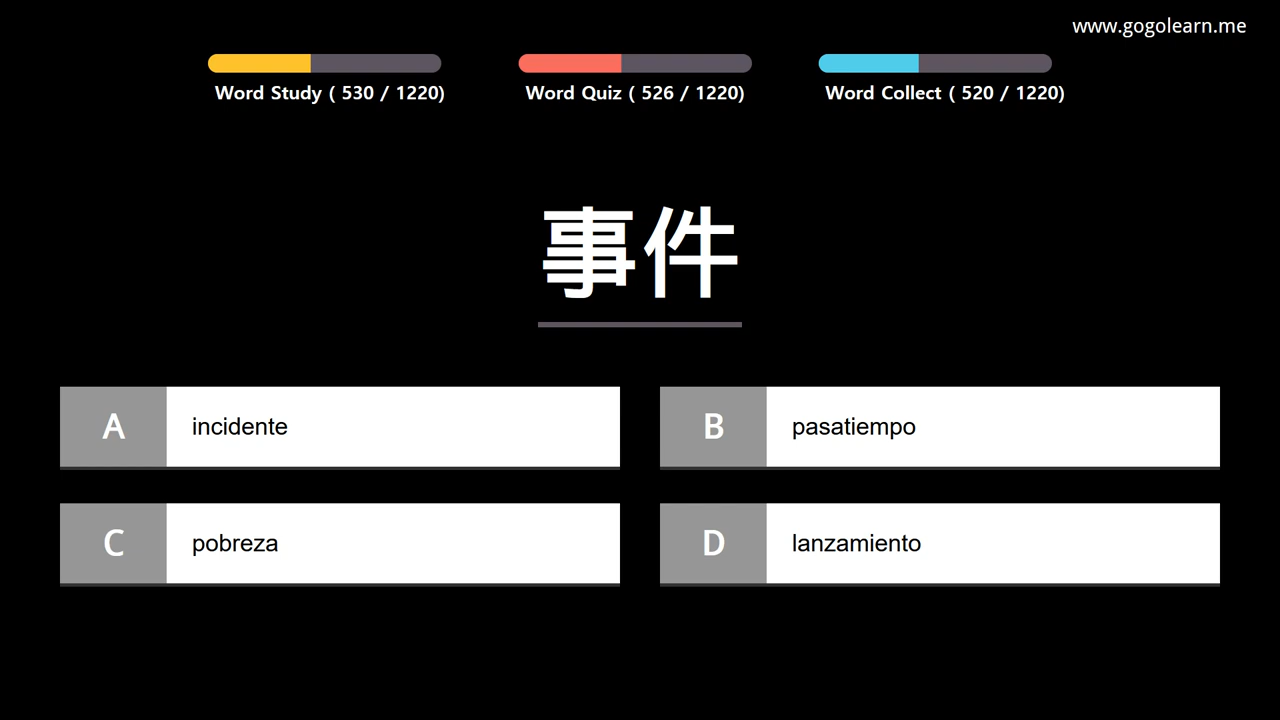 www.gogolearn.me
Word Study ( 530 / 1220)
Word Quiz ( 526 / 1220)
Word Collect ( 520 / 1220)
事件
A incidente
B pasatiempo
C pobreza
D lanzamiento